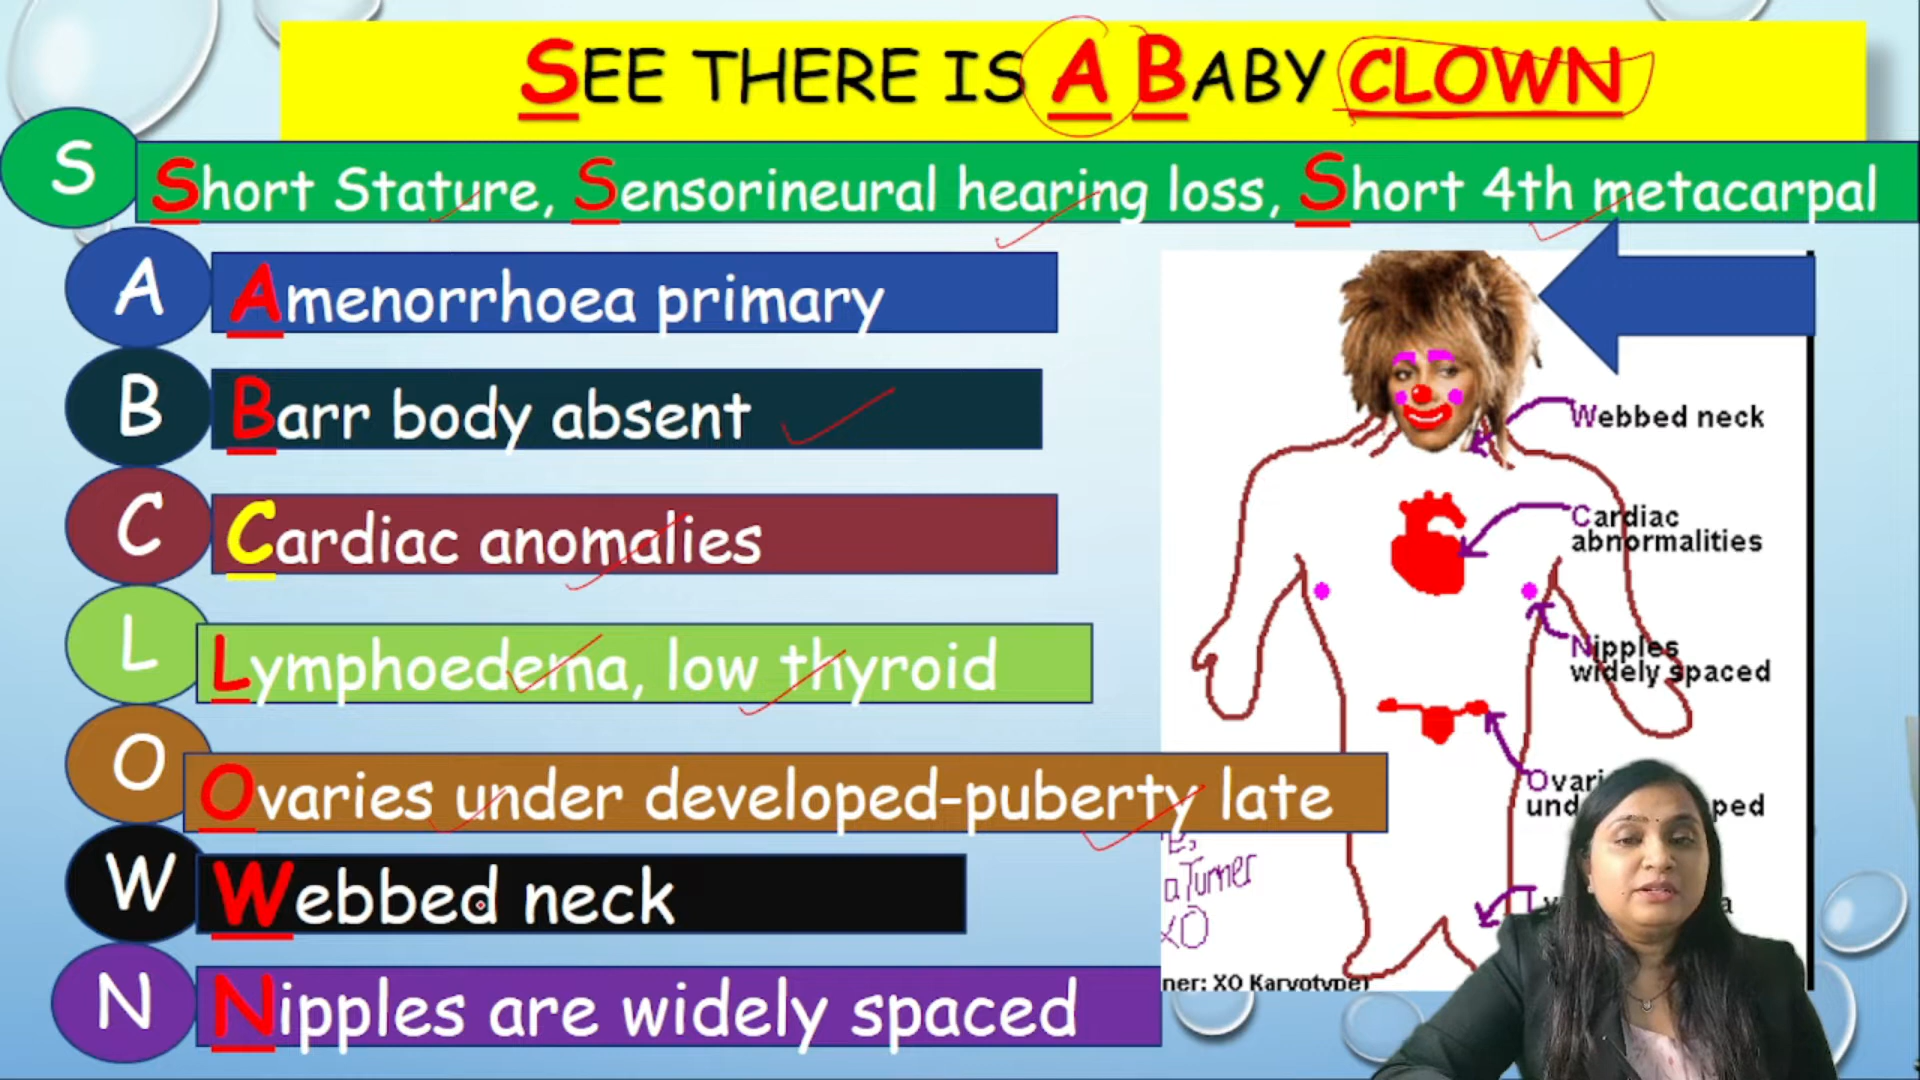 SEE THERE IS A BABY CLOWN
S
Short Stature, Sensorineural hearing loss, Short 4th metacarpal
A
Amenorrhoea primary
B
Barr body absent
C
Cardiac anomalies
L
Lymphoedema, low thyroid
O
Ovaries under developed-puberty late
W
Webbed neck
N
Nipples are widely spaced
Webbed neck
Cardiac
abnormalities
Nipples
widely spaced
a Turner
XO
ner: XO Karyotype)